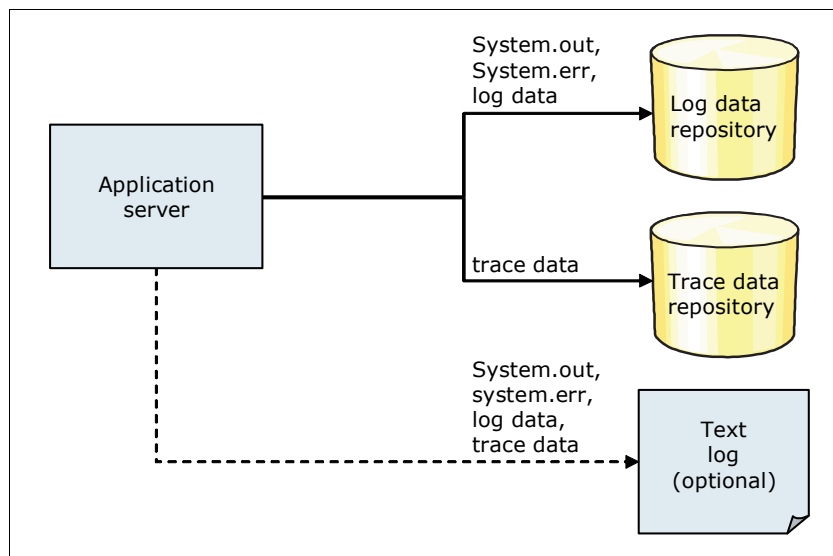 System.out,
System.err,
log data
Log data
repository
Application
server
trace data
Trace data
repository
System.out,
system.err,
log data,
trace data
Text
log
(optional)